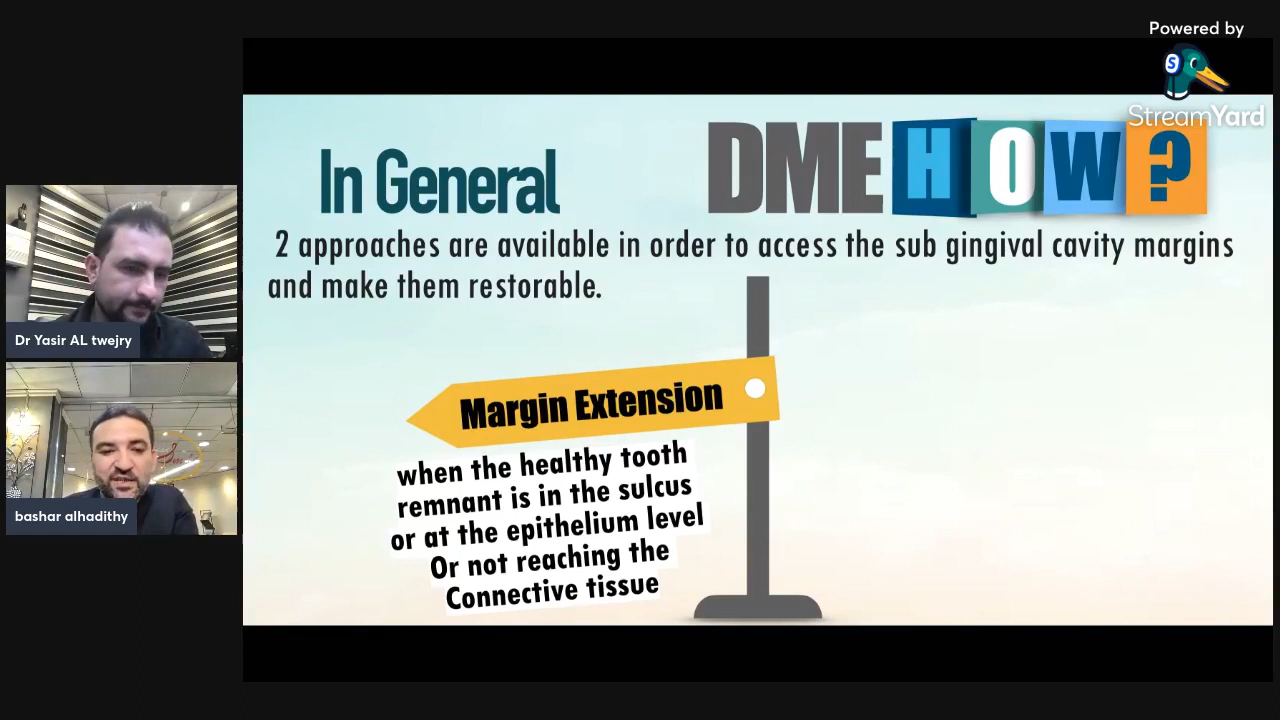 Powered by
StreamYard
In General
DME HOW?
2 approaches are available in order to access the sub gingival cavity margins
and make them restorable.
Margin Extension
when the healthy tooth
remnant is in the sulcus
or at the epithelium level
Or not reaching the
Connective tissue
Dr Yasir AL twejry
bashar alhadithy